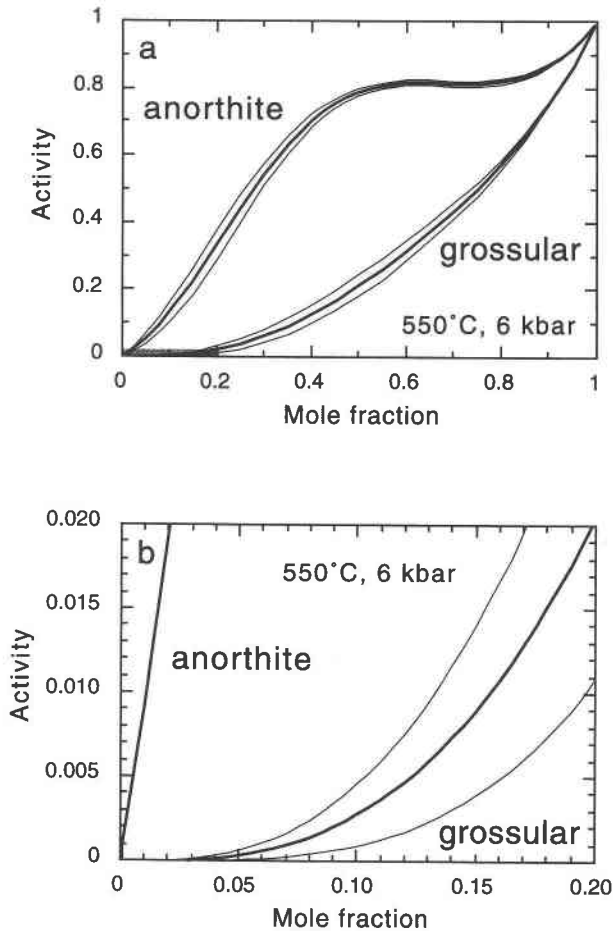 1
a
0.8
anorthite
0.6
Activity
0.4
grossular
0.2
550°C, 6 kbar
0
0 0.2 0.4 0.6 0.8 1
Mole fraction
0.020
b
550°C, 6 kbar
0.015
anorthite
Activity
0.010
0.005
grossular
0
0 0.05 0.10 0.15 0.20
Mole fraction